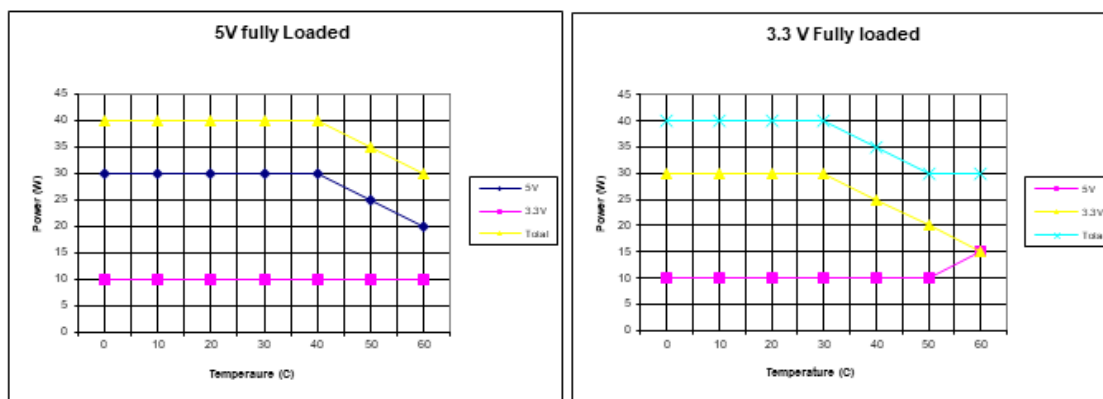 5V fully Loaded
45
40
35
30
25
20
15
10
5
0
Power (W)
0 10 20 30 40 50 60
Temperaure (C)
5V
3.3V
Total
3.3 V Fully loaded
45
40
35
30
25
20
15
10
5
0
Power (W)
0 10 20 30 40 50 60
Temperature (C)
5V
3.3V
Total